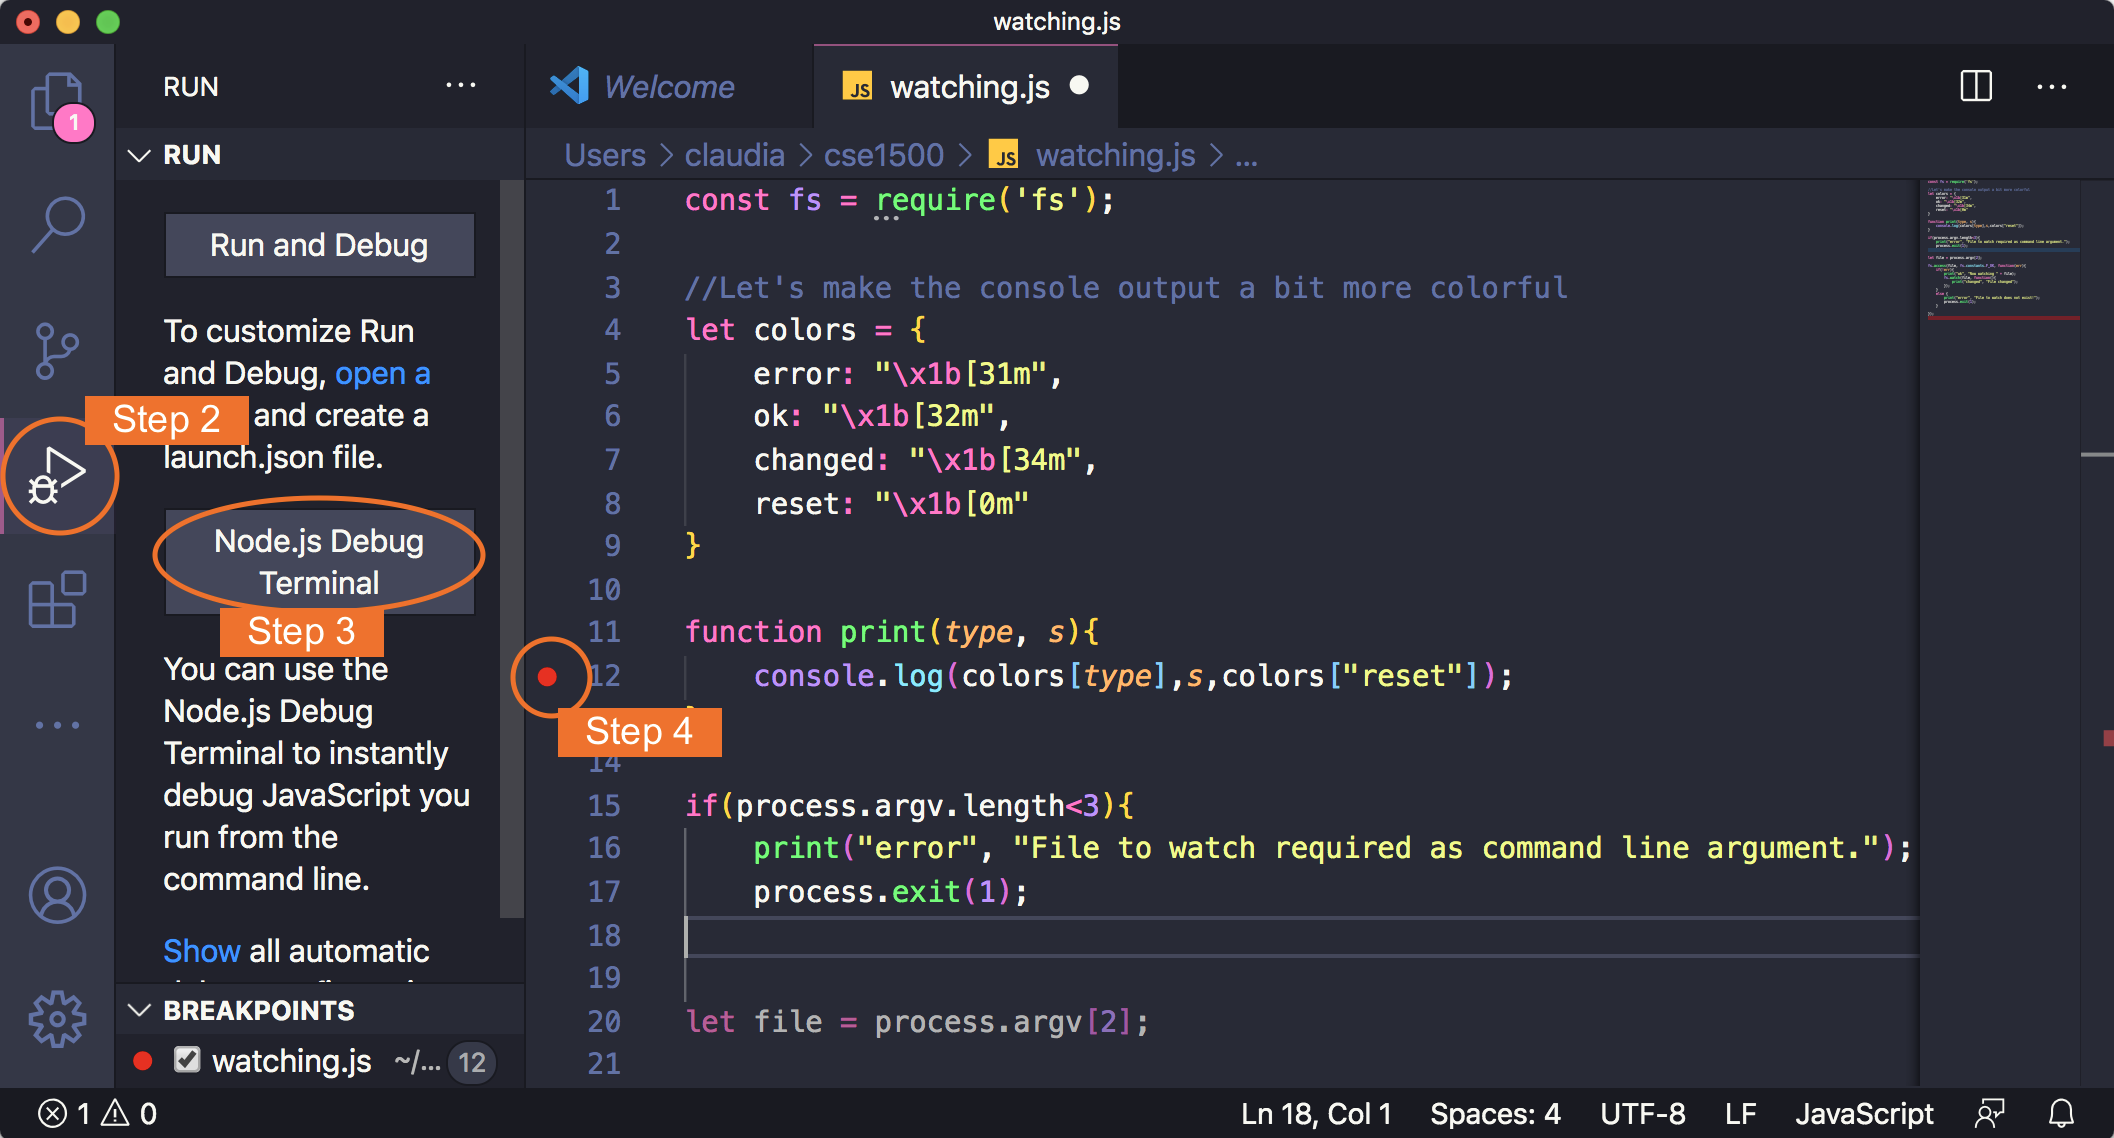 watching.js
RUN
...
Welcome
JS watching.js
...
1
RUN
Users > claudia > cse1500 > JS watching.js > ...
Run and Debug
To customize Run
and Debug, open a
and create a
launch.json file.
Step 2
Node.js Debug
Terminal
Step 3
You can use the
Node.js Debug
Terminal to instantly
debug JavaScript you
run from the
command line.
Show all automatic
BREAKPOINTS
watching.js ~/... 12
1 const fs = require('fs');
2
3 //Let's make the console output a bit more colorful
4 let colors = {
5 error: "\x1b[31m",
6 ok: "\x1b[32m",
7 changed: "\x1b[34m",
8 reset: "\x1b[0m"
9 }
10
11 function print(type, s){
12 console.log(colors[type],s,colors["reset"]);
Step 4
14
15 if(process.argv.length<3){
16 print("error", "File to watch required as command line argument.");
17 process.exit(1);
18
19
20 let file = process.argv[2];
21
1 0
Ln 18, Col 1 Spaces: 4 UTF-8 LF JavaScript